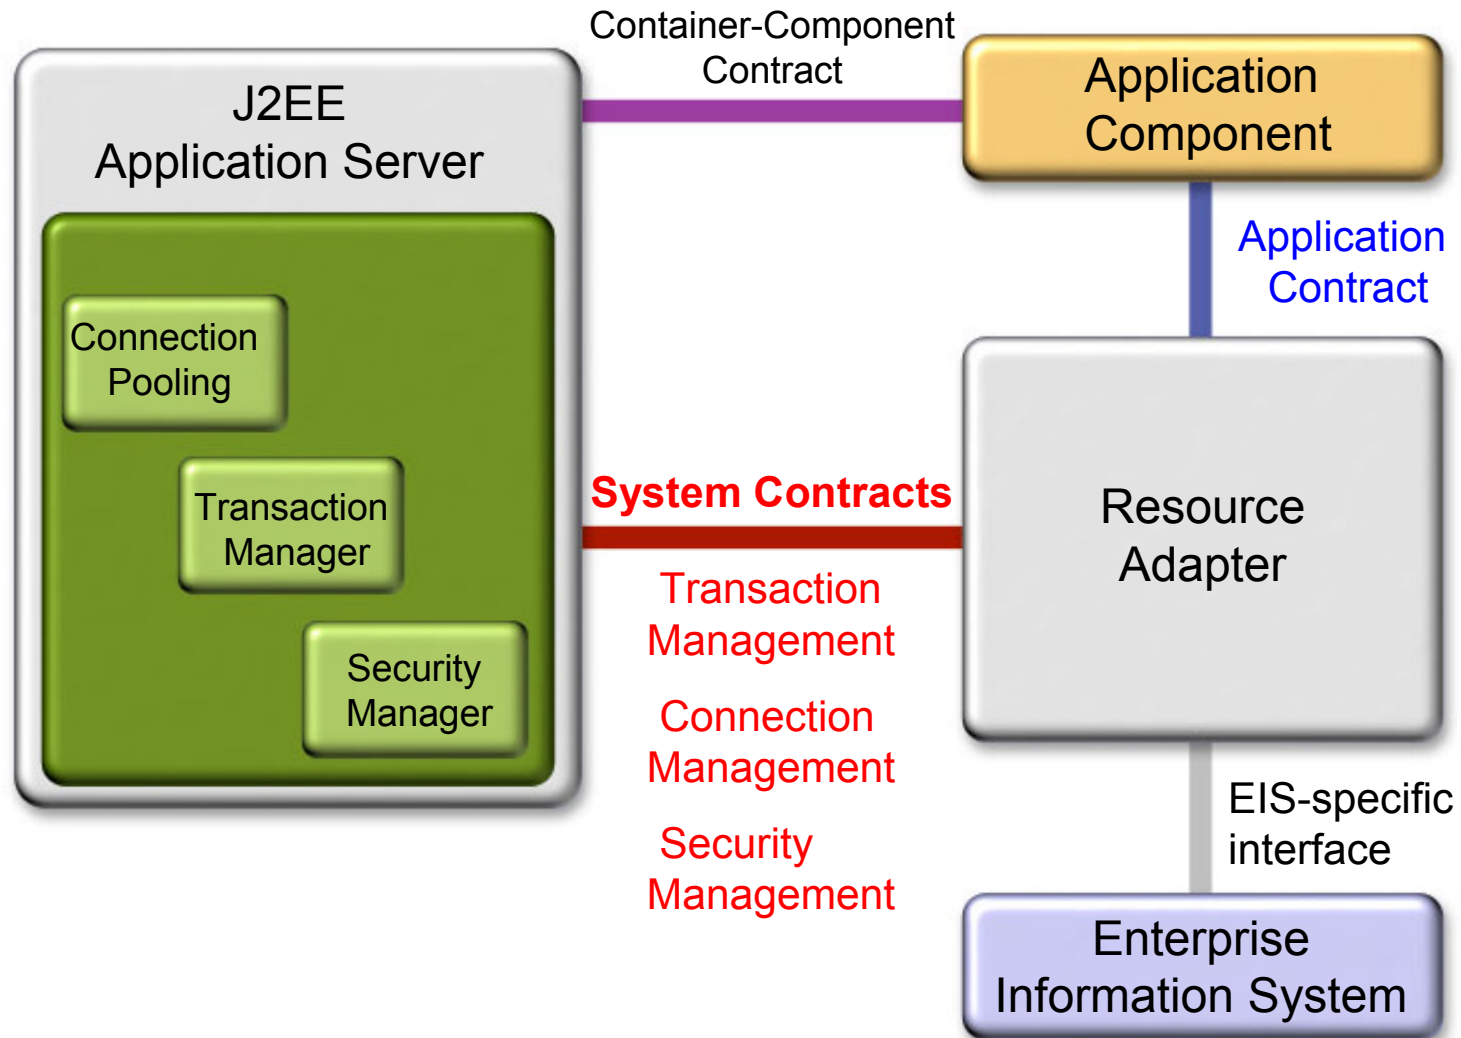 Container-Component
Contract
J2EE
Application Server
Application
Component
Application
Contract
Connection
Pooling
Transaction
Manager
Security
Manager
System Contracts
Transaction
Management
Connection
Management
Security
Management
Resource
Adapter
EIS-specific
interface
Enterprise
Information System